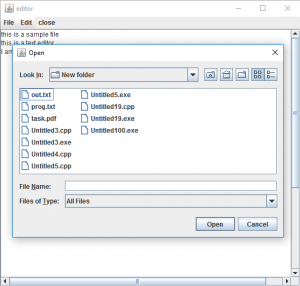 editor
File Edit close
this is a sample file
this is a text editor
I am
Open
Look In: New folder
out.txt
prog.txt
task.pdf
Untitled3.cpp
Untitled3.exe
Untitled4.cpp
Untitled5.cpp
Untitled5.exe
Untitled19.cpp
Untitled19.exe
Untitled100.exe
File Name:
Files of Type: All Files
Open Cancel